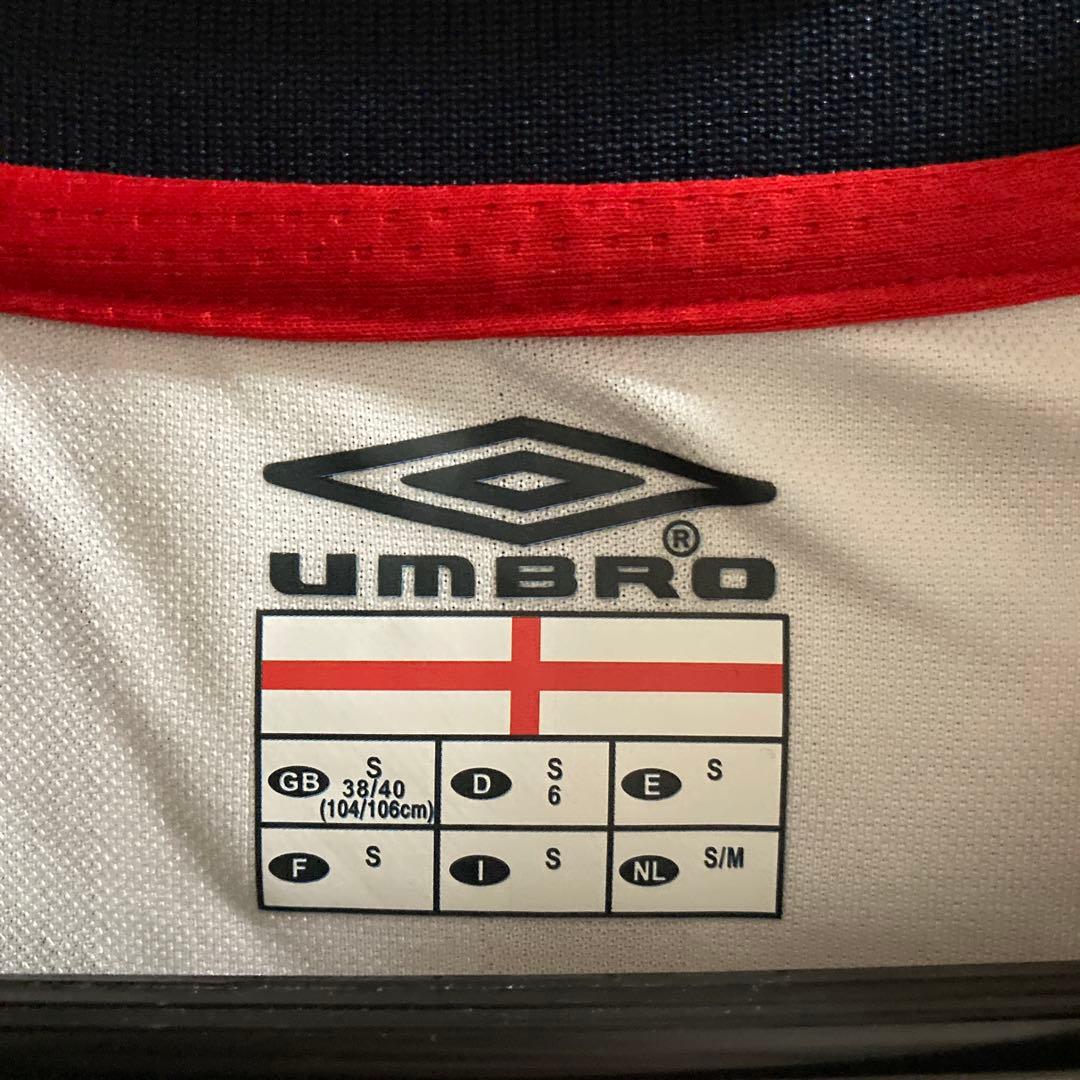 ®
UMBRO
GB S
38/40
(104/106cm)
D S
6
E S
F S
I S
NL S/M